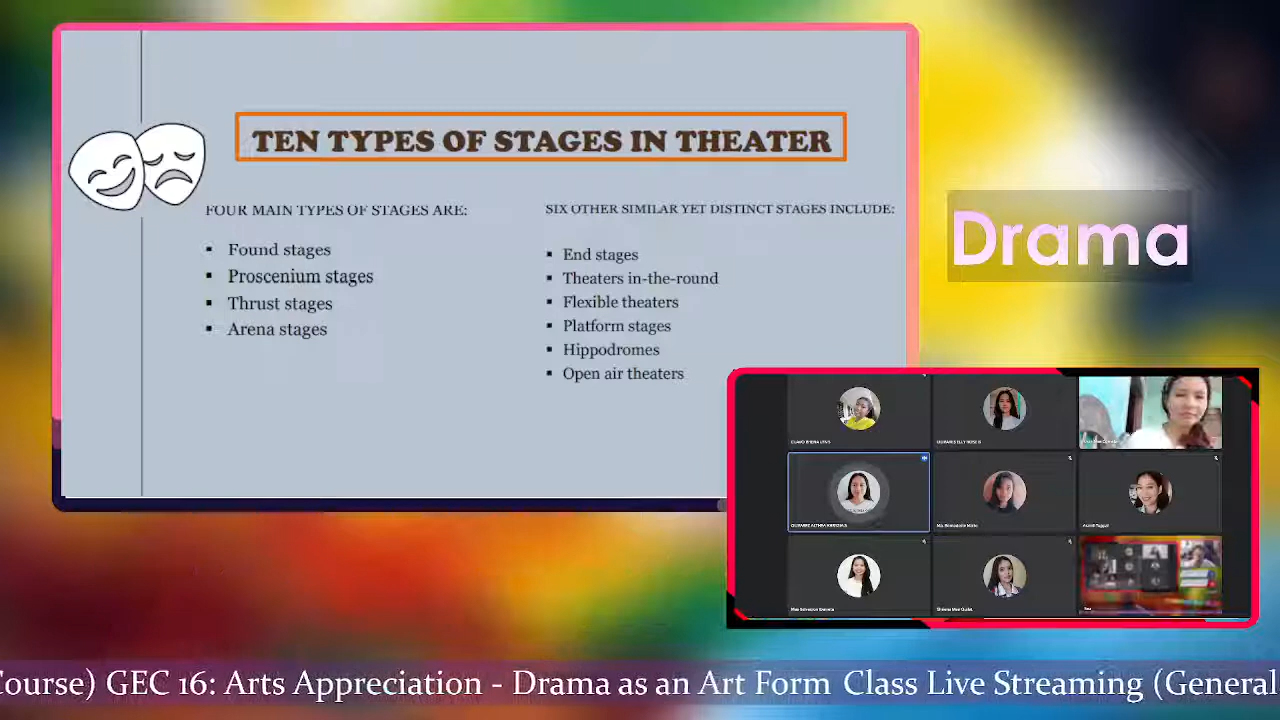 TEN TYPES OF STAGES IN THEATER
FOUR MAIN TYPES OF STAGES ARE:
Found stages
Proscenium stages
Thrust stages
Arena stages
SIX OTHER SIMILAR YET DISTINCT STAGES INCLUDE:
End stages
Theaters in-the-round
Flexible theaters
Platform stages
Hippodromes
Open air theaters
Drama
Course) GEC 16: Arts Appreciation - Drama as an Art Form Class Live Streaming (General